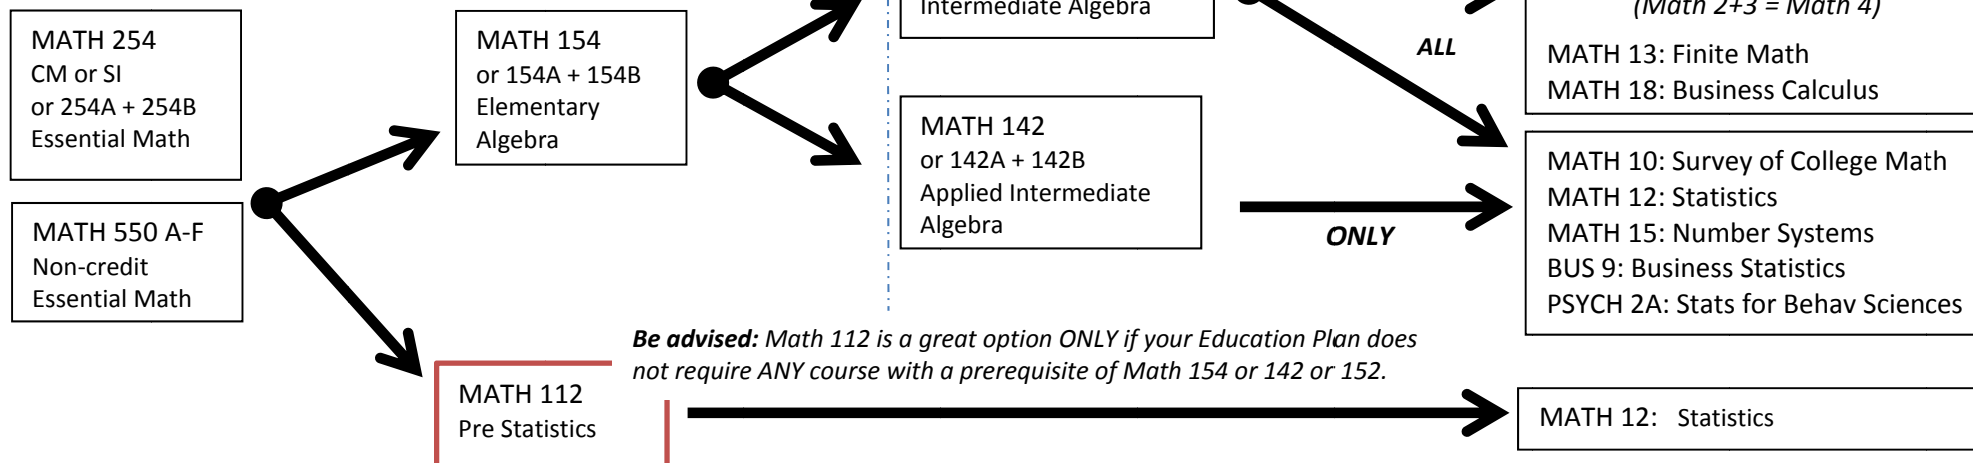 MATH 254
CM or SI
or 254A + 254B
Essential Math
MATH 550 A-F
Non-credit
Essential Math
MATH 154
or 154A + 154B
Elementary
Algebra
MATH 112
Pre Statistics
Intermediate Algebra
MATH 142
or 142A + 142B
Applied Intermediate
Algebra
ALL
ONLY
Be advised: Math 112 is a great option ONLY if your Education Plan does
not require ANY course with a prerequisite of Math 154 or 142 or 152.
(Math 2+3 = Math 4)
MATH 13: Finite Math
MATH 18: Business Calculus
MATH 10: Survey of College Math
MATH 12: Statistics
MATH 15: Number Systems
BUS 9: Business Statistics
PSYCH 2A: Stats for Behav Sciences
MATH 12: Statistics